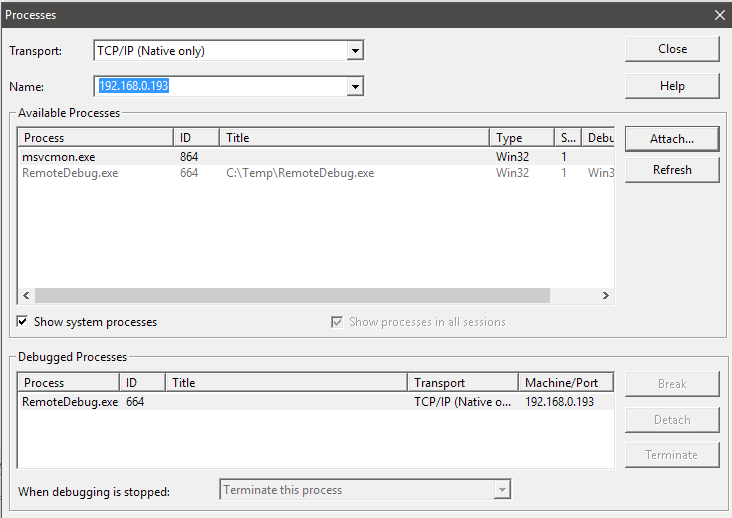 Processes
Transport: TCP/IP (Native only) Close
Name: 192.168.0.193 Help
Available Processes
Process ID Title Type S... Debu
msvcmon.exe 864 Win32 1
RemoteDebug.exe 664 C:\Temp\RemoteDebug.exe Win32 1 Win3
Attach...
Refresh
Show system processes Show processes in all sessions
Debugged Processes
Process ID Title Transport Machine/Port
RemoteDebug.exe 664 TCP/IP (Native o... 192.168.0.193
Break
Detach
Terminate
When debugging is stopped: Terminate this process